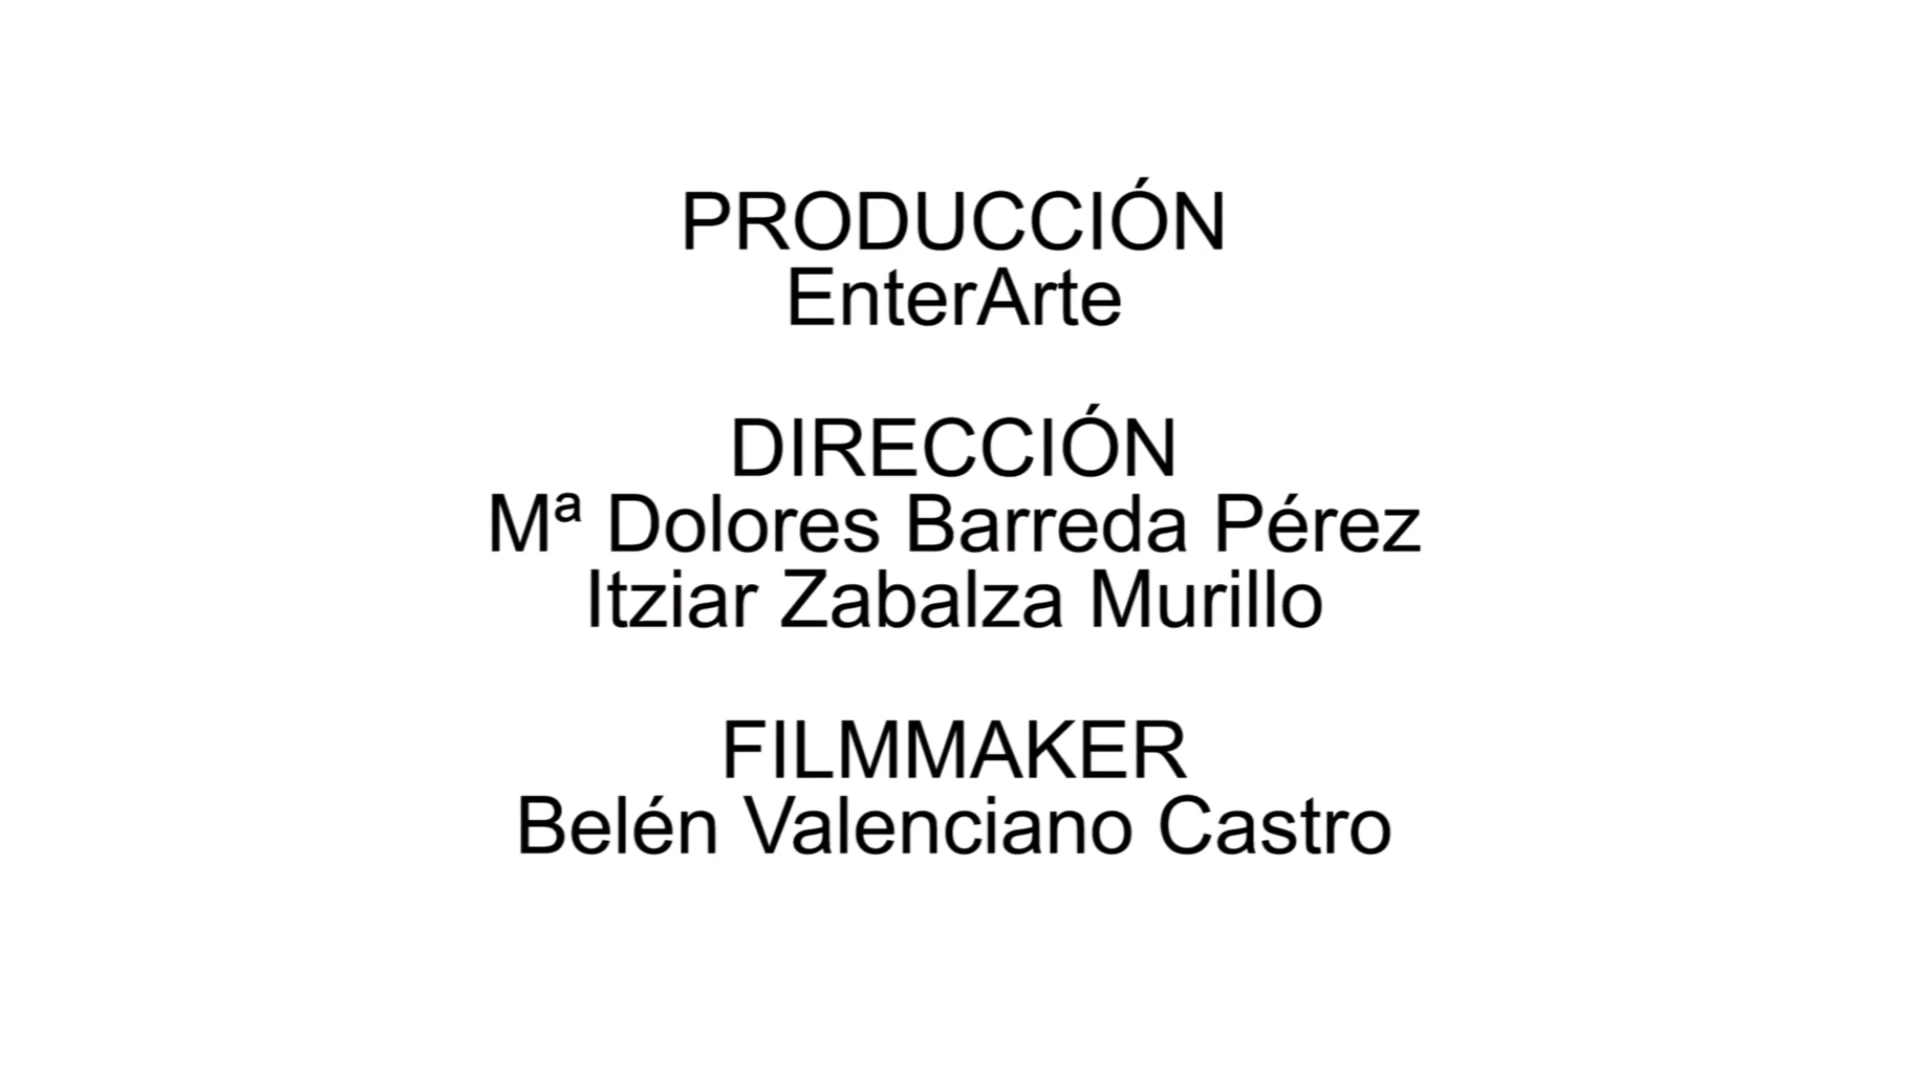 PRODUCCIÓN
EnterArte
DIRECCIÓN
Mª Dolores Barreda Pérez
Itziar Zabalza Murillo
FILMMAKER
Belén Valenciano Castro